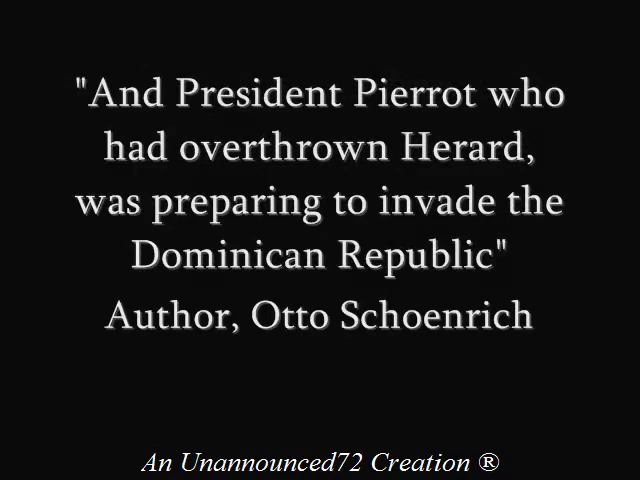 "And President Pierrot who
had overthrown Herard,
was preparing to invade the
Dominican Republic"
Author, Otto Schoenrich
An Unannounced72 Creation ®